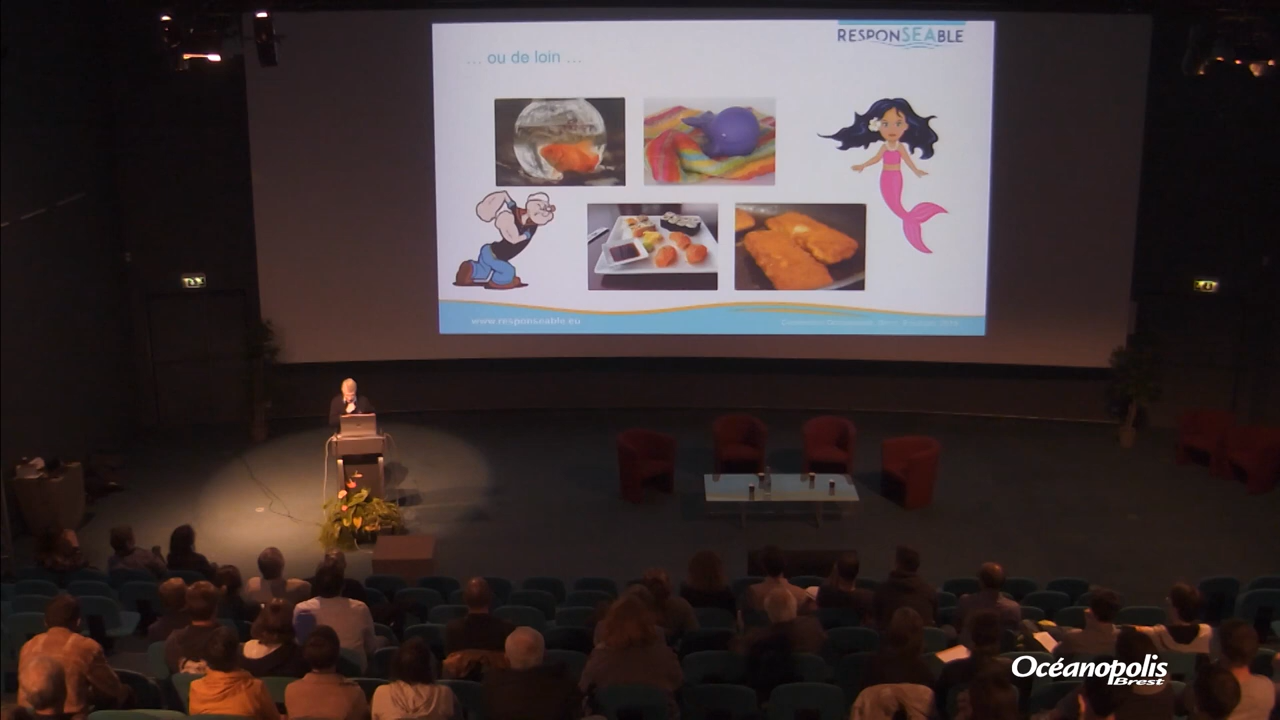 RESPONSEABLE
... ou de loin ...
www.responseable.eu
Océanopolis
Brest